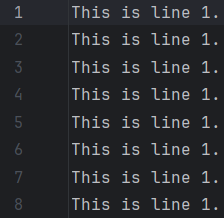 1 This is line 1.
2 This is line 1.
3 This is line 1.
4 This is line 1.
5 This is line 1.
6 This is line 1.
7 This is line 1.
8 This is line 1.